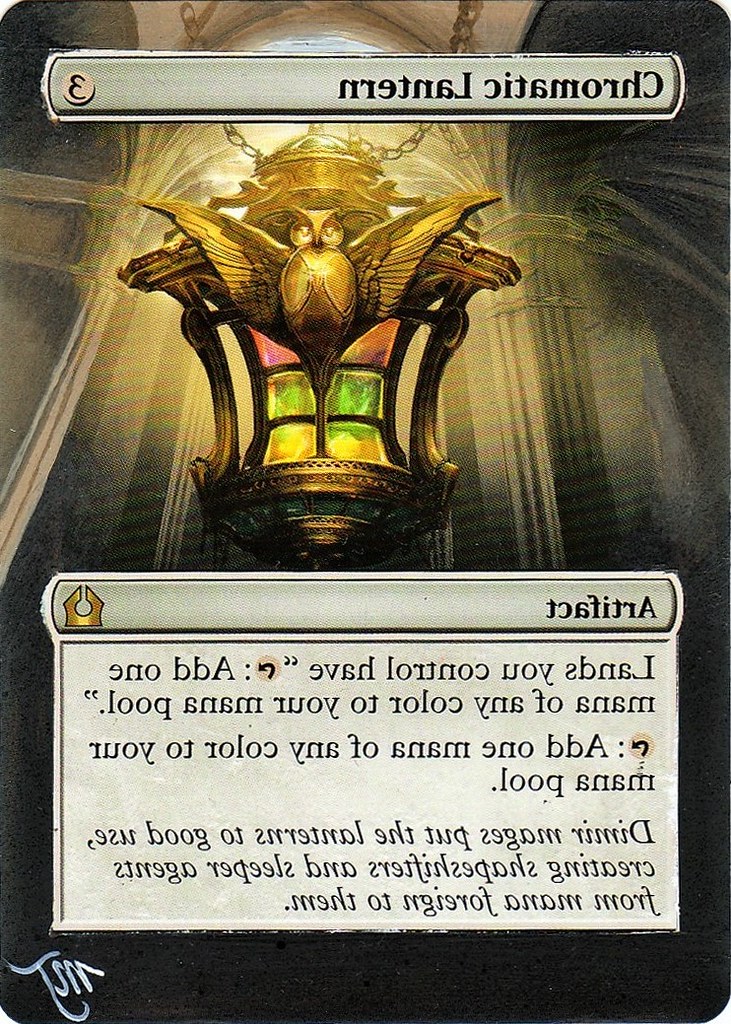 Chromatic Lantern 3
Artifact
Lands you control have “: Add one
mana of any color to your mana pool.”
: Add one mana of any color to your
mana pool.
Dimir mages put the lanterns to good use,
creating shapeshifters and sleeper agents
from mana foreign to them.